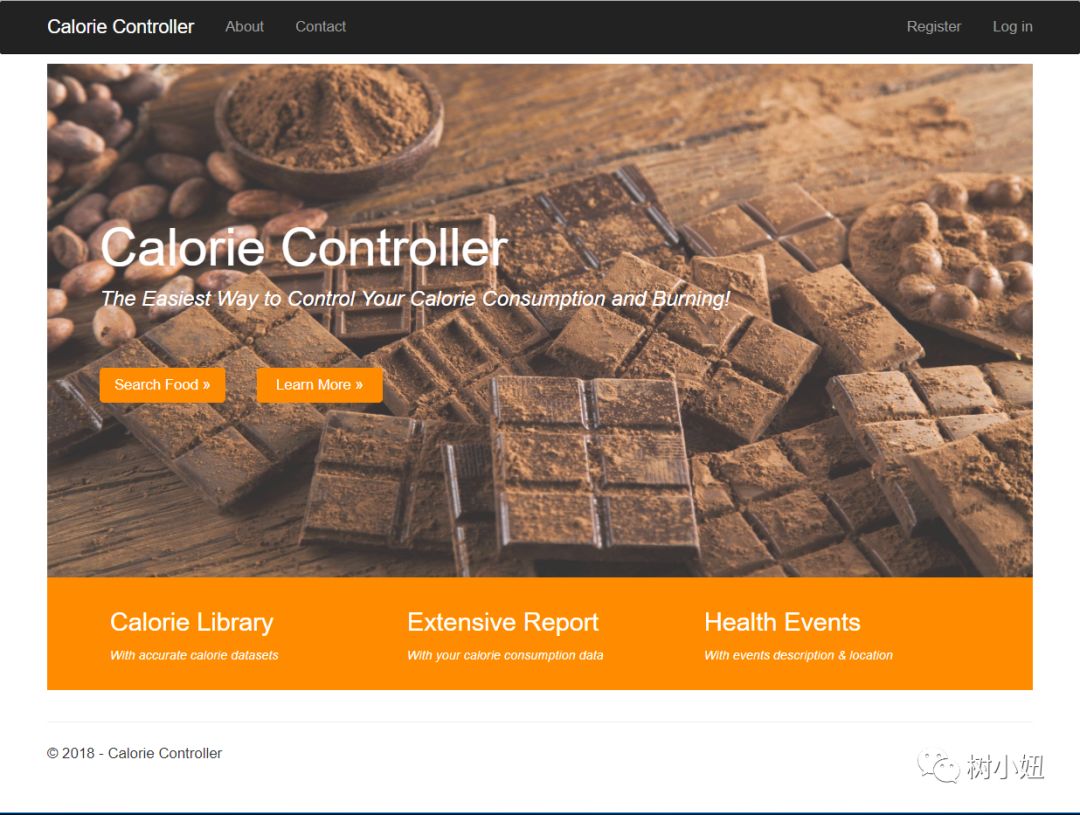 Calorie Controller About Contact Register Log in
Calorie Controller
The Easiest Way to Control Your Calorie Consumption and Burning!
Search Food » Learn More »
Calorie Library Extensive Report Health Events
With accurate calorie datasets With your calorie consumption data With events description & location
© 2018 - Calorie Controller
树小妞